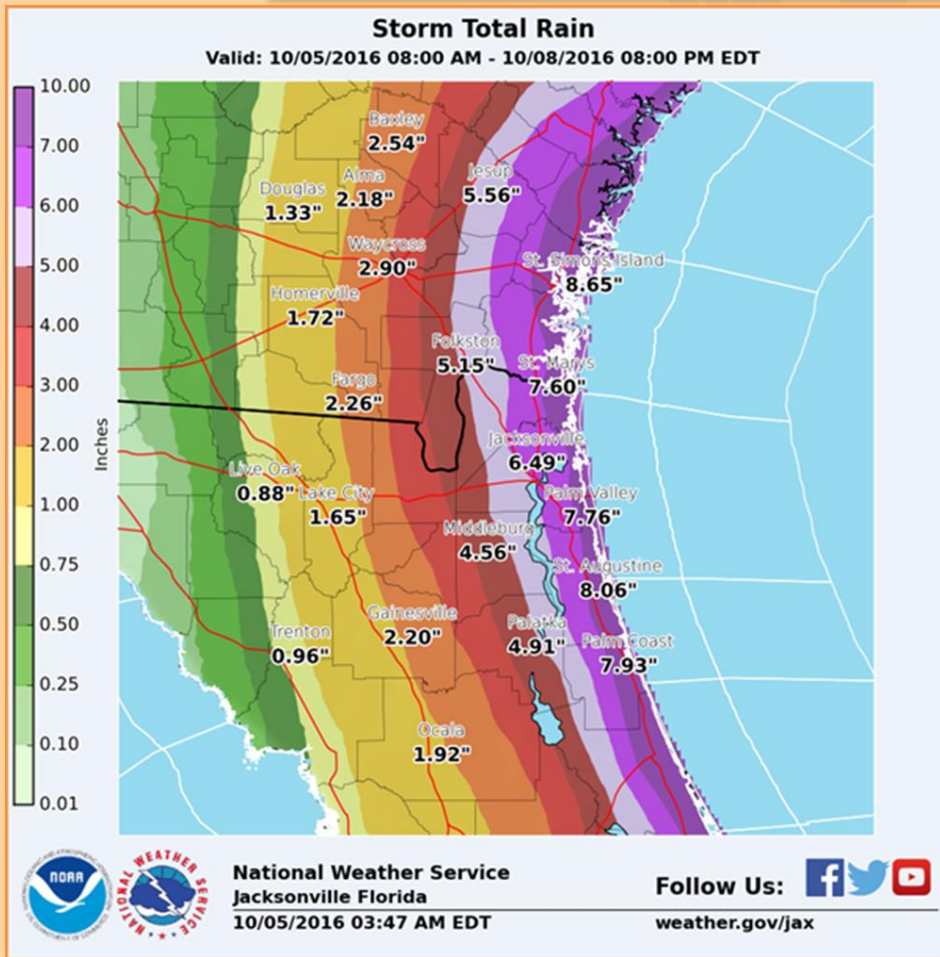 Storm Total Rain
Valid: 10/05/2016 08:00 AM - 10/08/2016 08:00 PM EDT
10.00
7.00
6.00
5.00
4.00
3.00
2.00
1.00
0.75
0.50
0.25
0.10
0.01
Inches
Baxley
2.54"
Alma
2.18"
Jesup
5.56"
Douglas
1.33"
Waycross
2.90"
St. Simons Island
8.65"
Homerville
1.72"
Folkston
5.15"
St. Marys
7.60"
Fargo
2.26"
Jacksonville
6.49"
Live Oak
0.88"
Lake City
1.65"
Palm Valley
7.76"
Middleburg
4.56"
St. Augustine
8.06"
Gainesville
2.20"
Palatka
4.91"
Trenton
0.96"
Palm Coast
7.93"
Ocala
1.92"
NOAA
NATIONAL WEATHER SERVICE
National Weather Service
Jacksonville Florida
10/05/2016 03:47 AM EDT
Follow Us:
weather.gov/jax